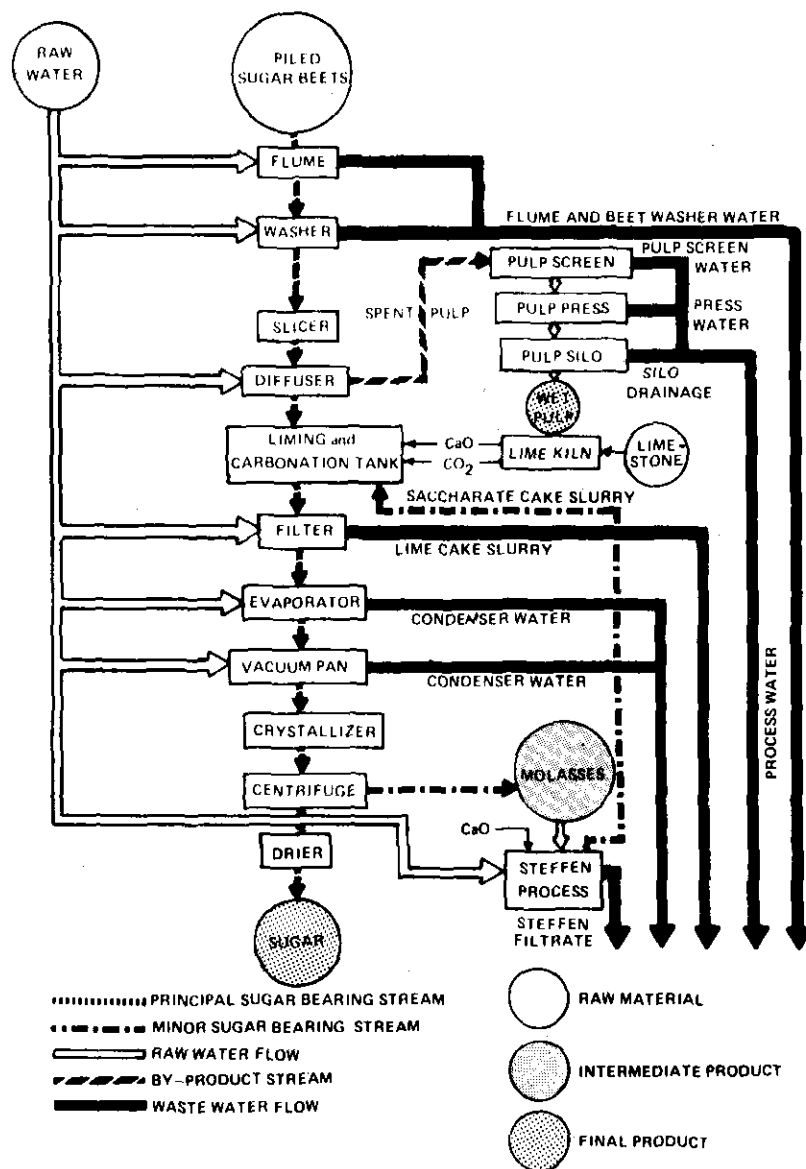 RAW
WATER
PILED
SUGAR BEETS
FLUME
FLUME AND BEET WASHER WATER
WASHER
PULP SCREEN
WATER
PULP SCREEN
SPENT PULP
PULP PRESS
PRESS
WATER
SLICER
PULP SILO
SILO
DRAINAGE
DIFFUSER
WET
PULP
LIMING and
CARBONATION TANK
CaO
CO2
LIME KILN
LIME-
STONE
SACCHARATE CAKE SLURRY
FILTER
LIME CAKE SLURRY
EVAPORATOR
CONDENSER WATER
VACUUM PAN
CONDENSER WATER
PROCESS WATER
CRYSTALLIZER
CENTRIFUGE
MOLASSES
CaO
DRIER
STEFFEN
PROCESS
STEFFEN
FILTRATE
SUGAR
PRINCIPAL SUGAR BEARING STREAM
MINOR SUGAR BEARING STREAM
RAW WATER FLOW
BY-PRODUCT STREAM
WASTE WATER FLOW
RAW MATERIAL
INTERMEDIATE PRODUCT
FINAL PRODUCT